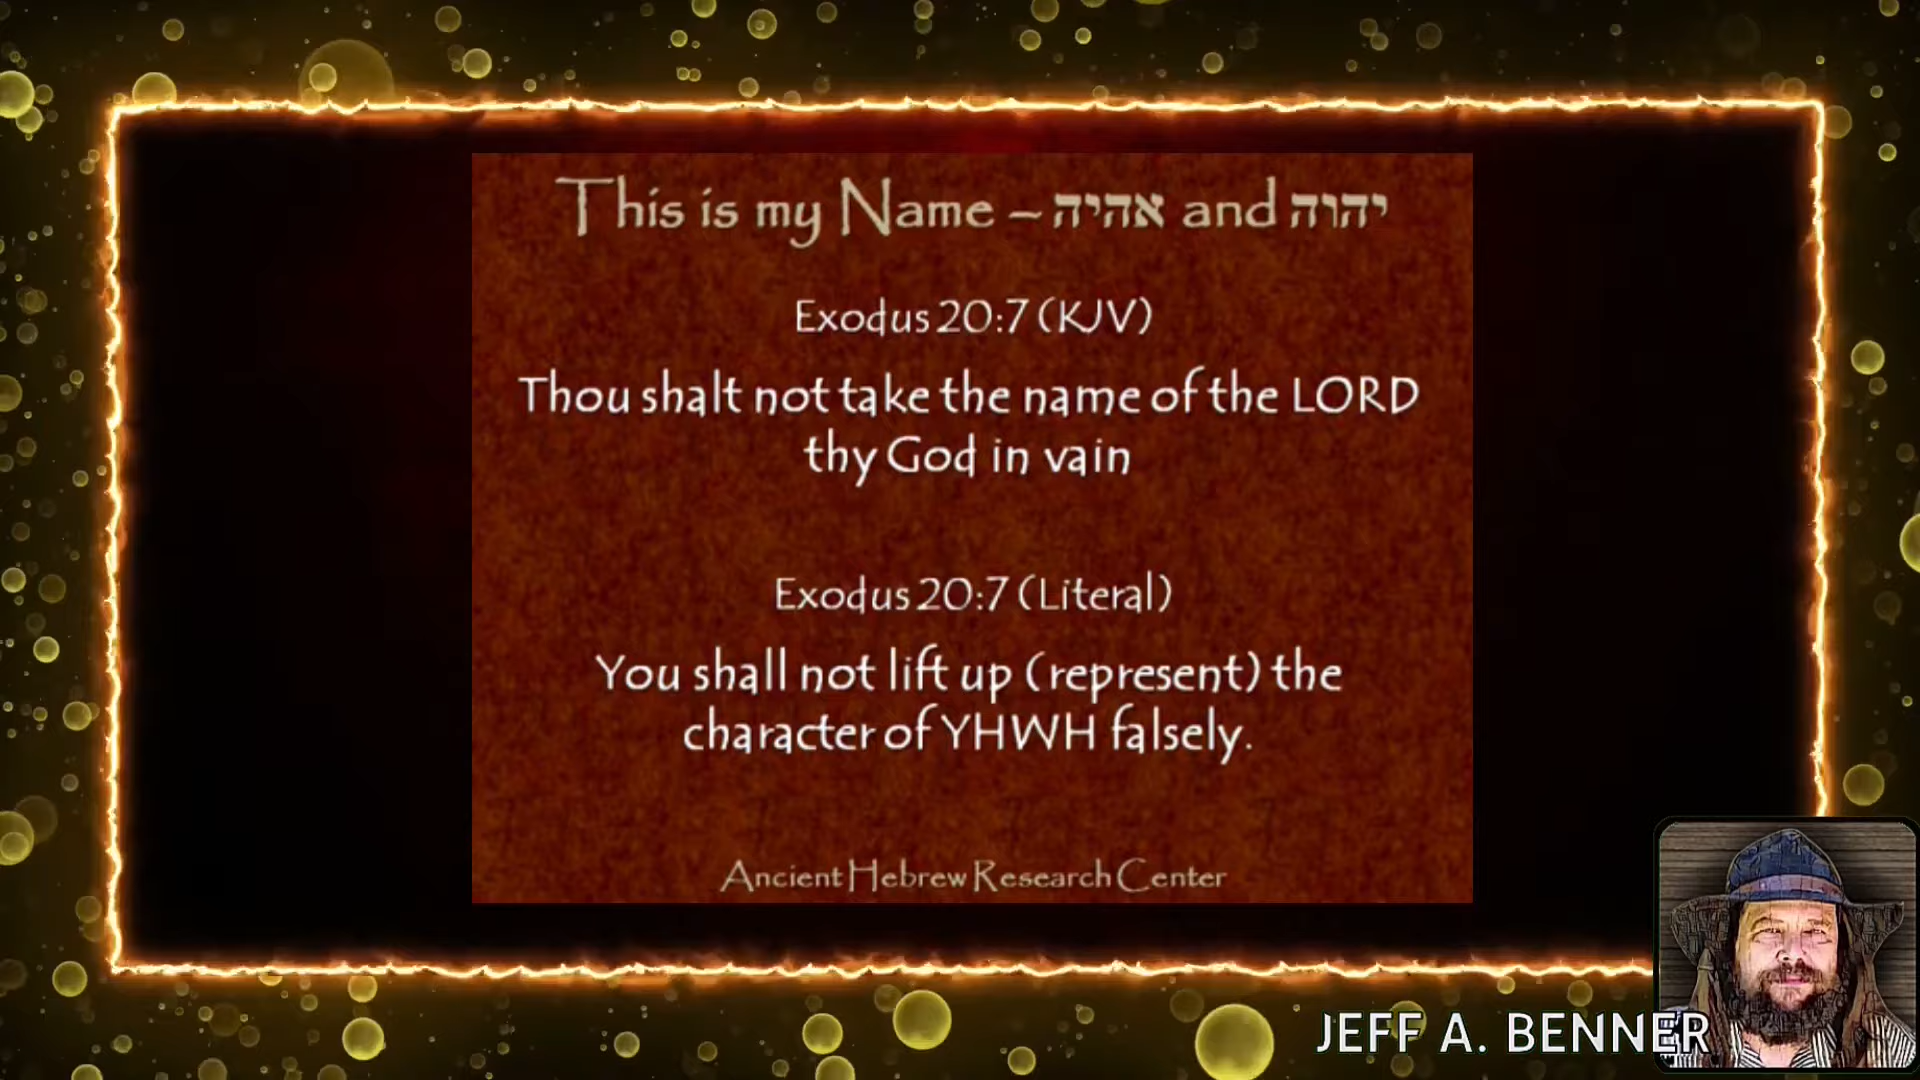 This is my Name – אהיה and יהוה
Exodus 20:7 (KJV)
Thou shalt not take the name of the LORD
thy God in vain
Exodus 20:7 (Literal)
You shall not lift up (represent) the
character of YHWH falsely.
Ancient Hebrew Research Center
JEFF A. BENNER